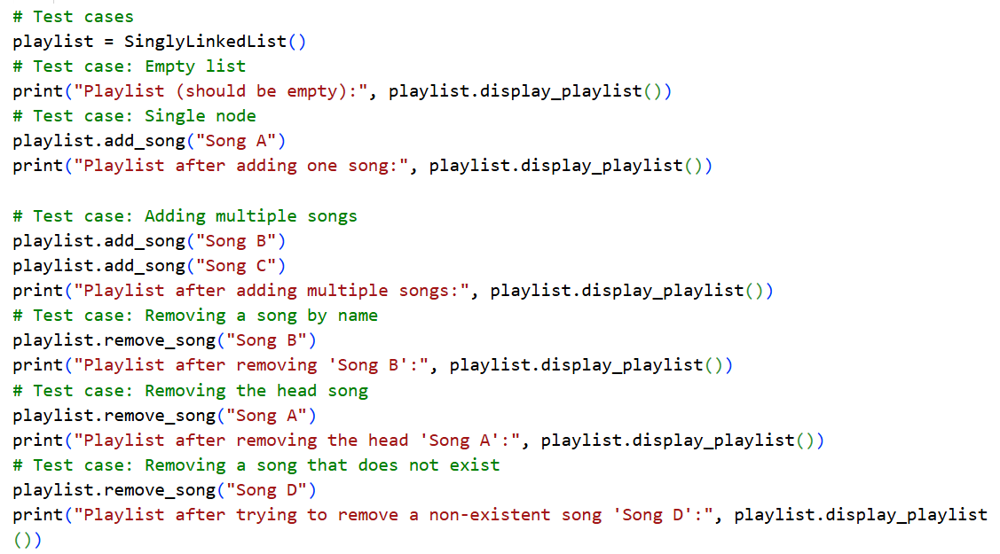 # Test cases
playlist = SinglyLinkedList()
# Test case: Empty list
print("Playlist (should be empty):", playlist.display_playlist())
# Test case: Single node
playlist.add_song("Song A")
print("Playlist after adding one song:", playlist.display_playlist())
# Test case: Adding multiple songs
playlist.add_song("Song B")
playlist.add_song("Song C")
print("Playlist after adding multiple songs:", playlist.display_playlist())
# Test case: Removing a song by name
playlist.remove_song("Song B")
print("Playlist after removing 'Song B':", playlist.display_playlist())
# Test case: Removing the head song
playlist.remove_song("Song A")
print("Playlist after removing the head 'Song A':", playlist.display_playlist())
# Test case: Removing a song that does not exist
playlist.remove_song("Song D")
print("Playlist after trying to remove a non-existent song 'Song D':", playlist.display_playlist
())